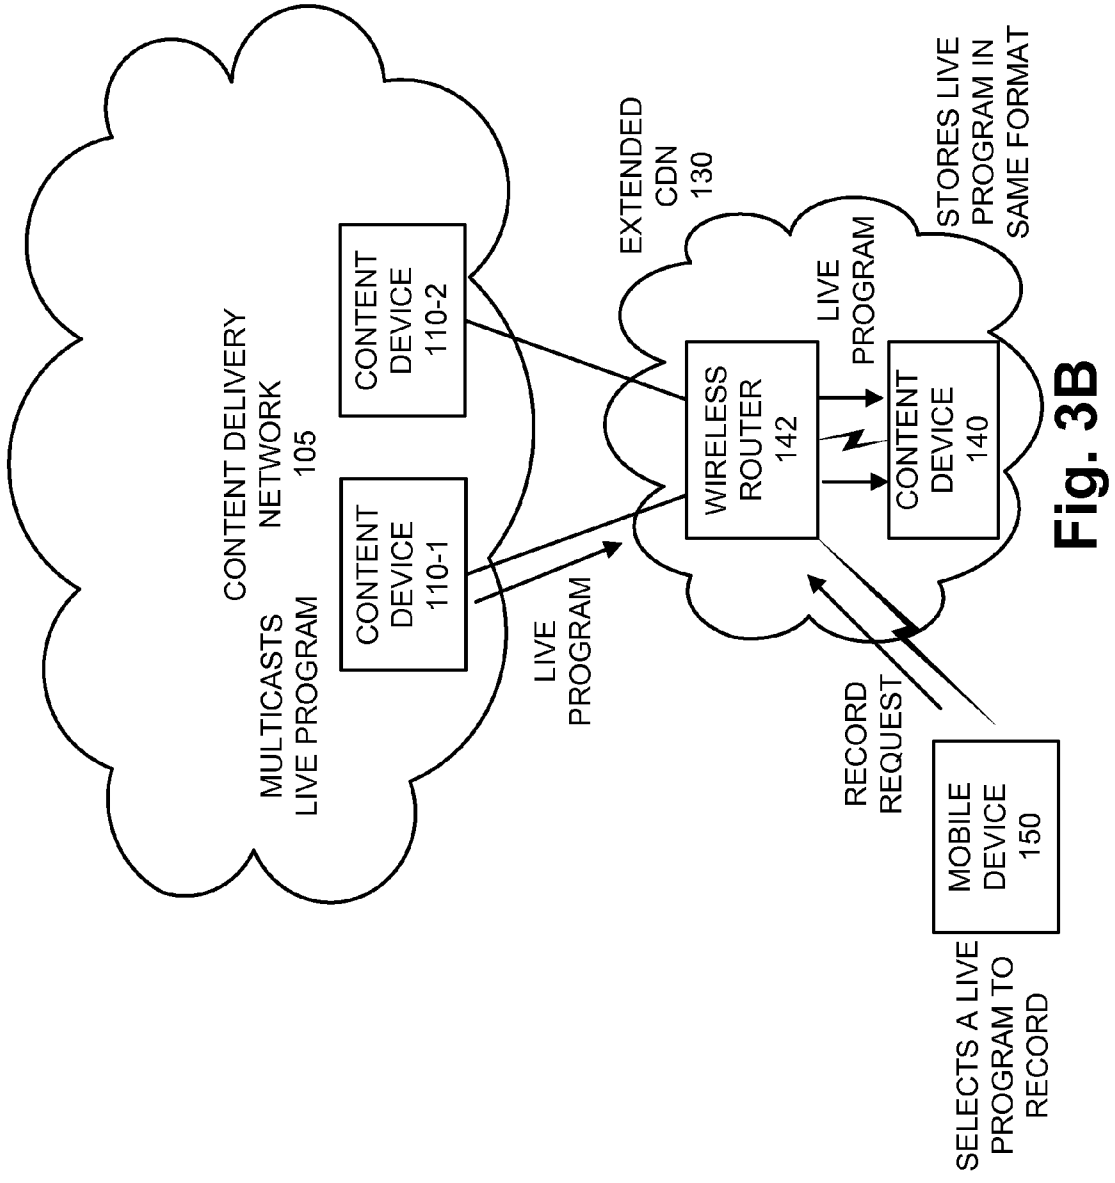 CONTENT DELIVERY
NETWORK
105
MULTICASTS
LIVE PROGRAM
CONTENT
DEVICE
110-1
CONTENT
DEVICE
110-2
LIVE
PROGRAM
EXTENDED
CDN
130
WIRELESS
ROUTER
142
LIVE
PROGRAM
RECORD
REQUEST
CONTENT
DEVICE
140
STORES LIVE
PROGRAM IN
SAME FORMAT
MOBILE
DEVICE
150
SELECTS A LIVE
PROGRAM TO
RECORD
Fig. 3B